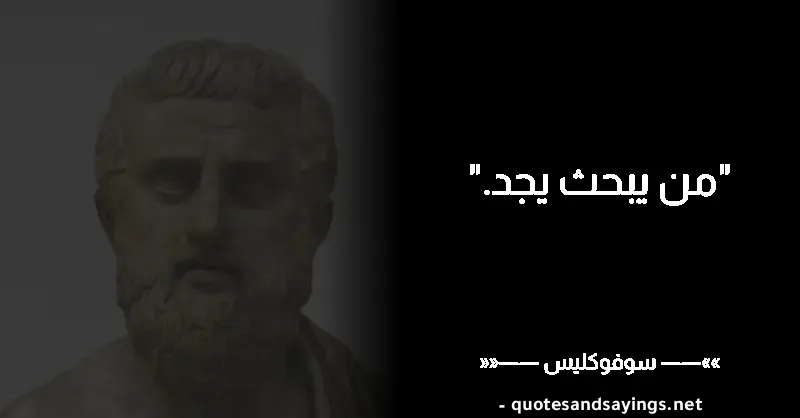 "من يبحث يجد."
»»—— سوفوكليس ——««
- quotesandsayings.net